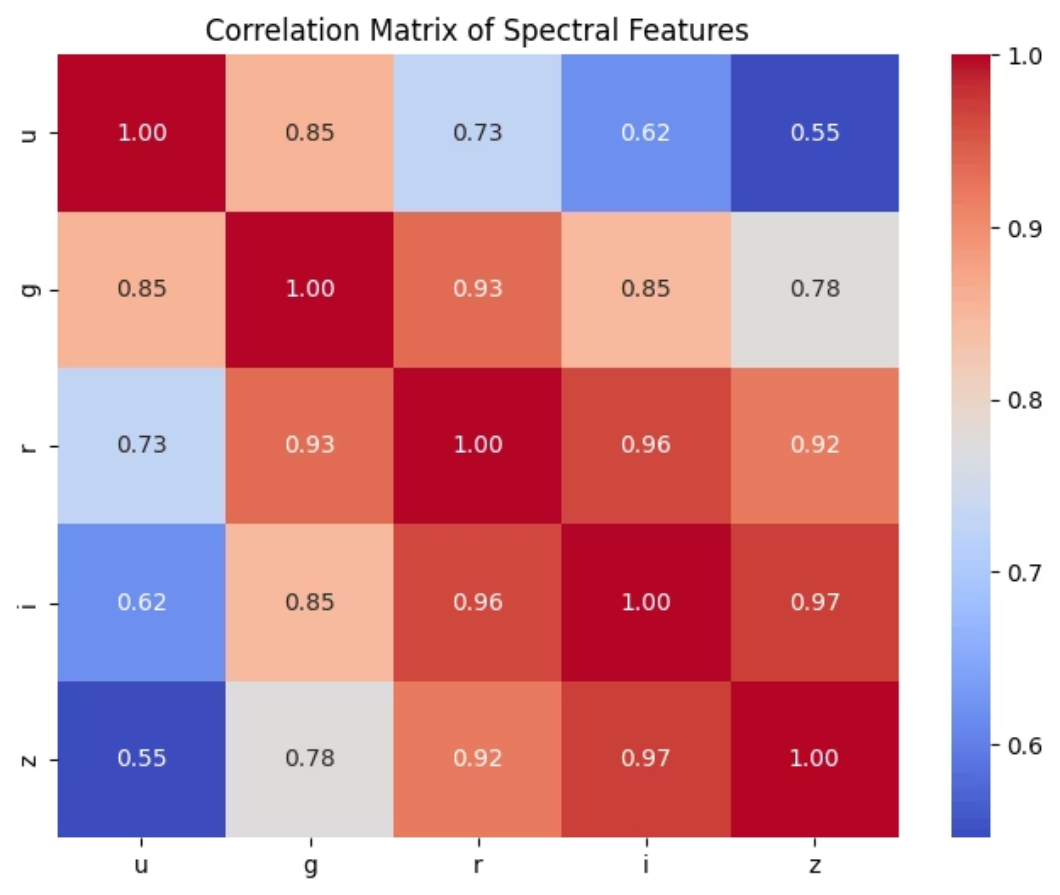 Correlation Matrix of Spectral Features
u 1.00 0.85 0.73 0.62 0.55
g 0.85 1.00 0.93 0.85 0.78
r 0.73 0.93 1.00 0.96 0.92
i 0.62 0.85 0.96 1.00 0.97
z 0.55 0.78 0.92 0.97 1.00
u g r i z
1.0
0.9
0.8
0.7
0.6